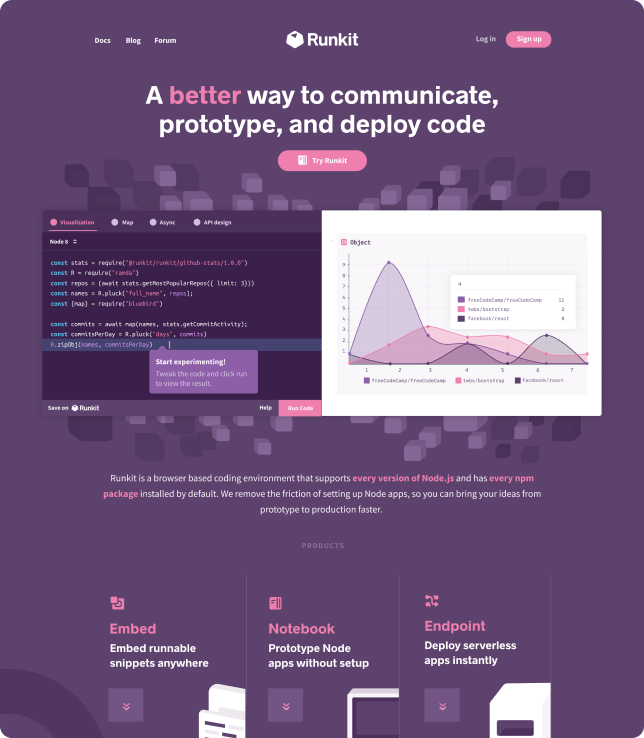 Docs Blog Forum Runkit Log in Sign up
A better way to communicate,
prototype, and deploy code
Try Runkit
Visualization Map Async API design
Node 8
const stats = require("@runkit/runkit/github-stats/1.0.0")
const R = require("ramda")
const repos = (await stats.getMostPopularRepos({ limit: 3}))
const names = R.pluck("full_name", repos);
const {map} = require("bluebird")
const commits = await map(names, stats.getCommitActivity);
const commitsPerDay = R.pluck("days", commits)
R.zipObj(names, commitsPerDay)
Start experimenting!
Tweak the code and click run
to view the result.
Save on Runkit Help Run Code
Object
9
8
7
6
5
4
3
2
1
1 2 3 4 5 6 7
4
freeCodeCamp/freeCodeCamp 11
twbs/bootstrap 3
facebook/react 0
freeCodeCamp/freeCodeCamp twbs/bootstrap facebook/react
Runkit is a browser based coding environment that supports every version of Node.js and has every npm
package installed by default. We remove the friction of setting up Node apps, so you can bring your ideas from
prototype to production faster.
PRODUCTS
Embed
Embed runnable
snippets anywhere
Notebook
Prototype Node
apps without setup
Endpoint
Deploy serverless
apps instantly